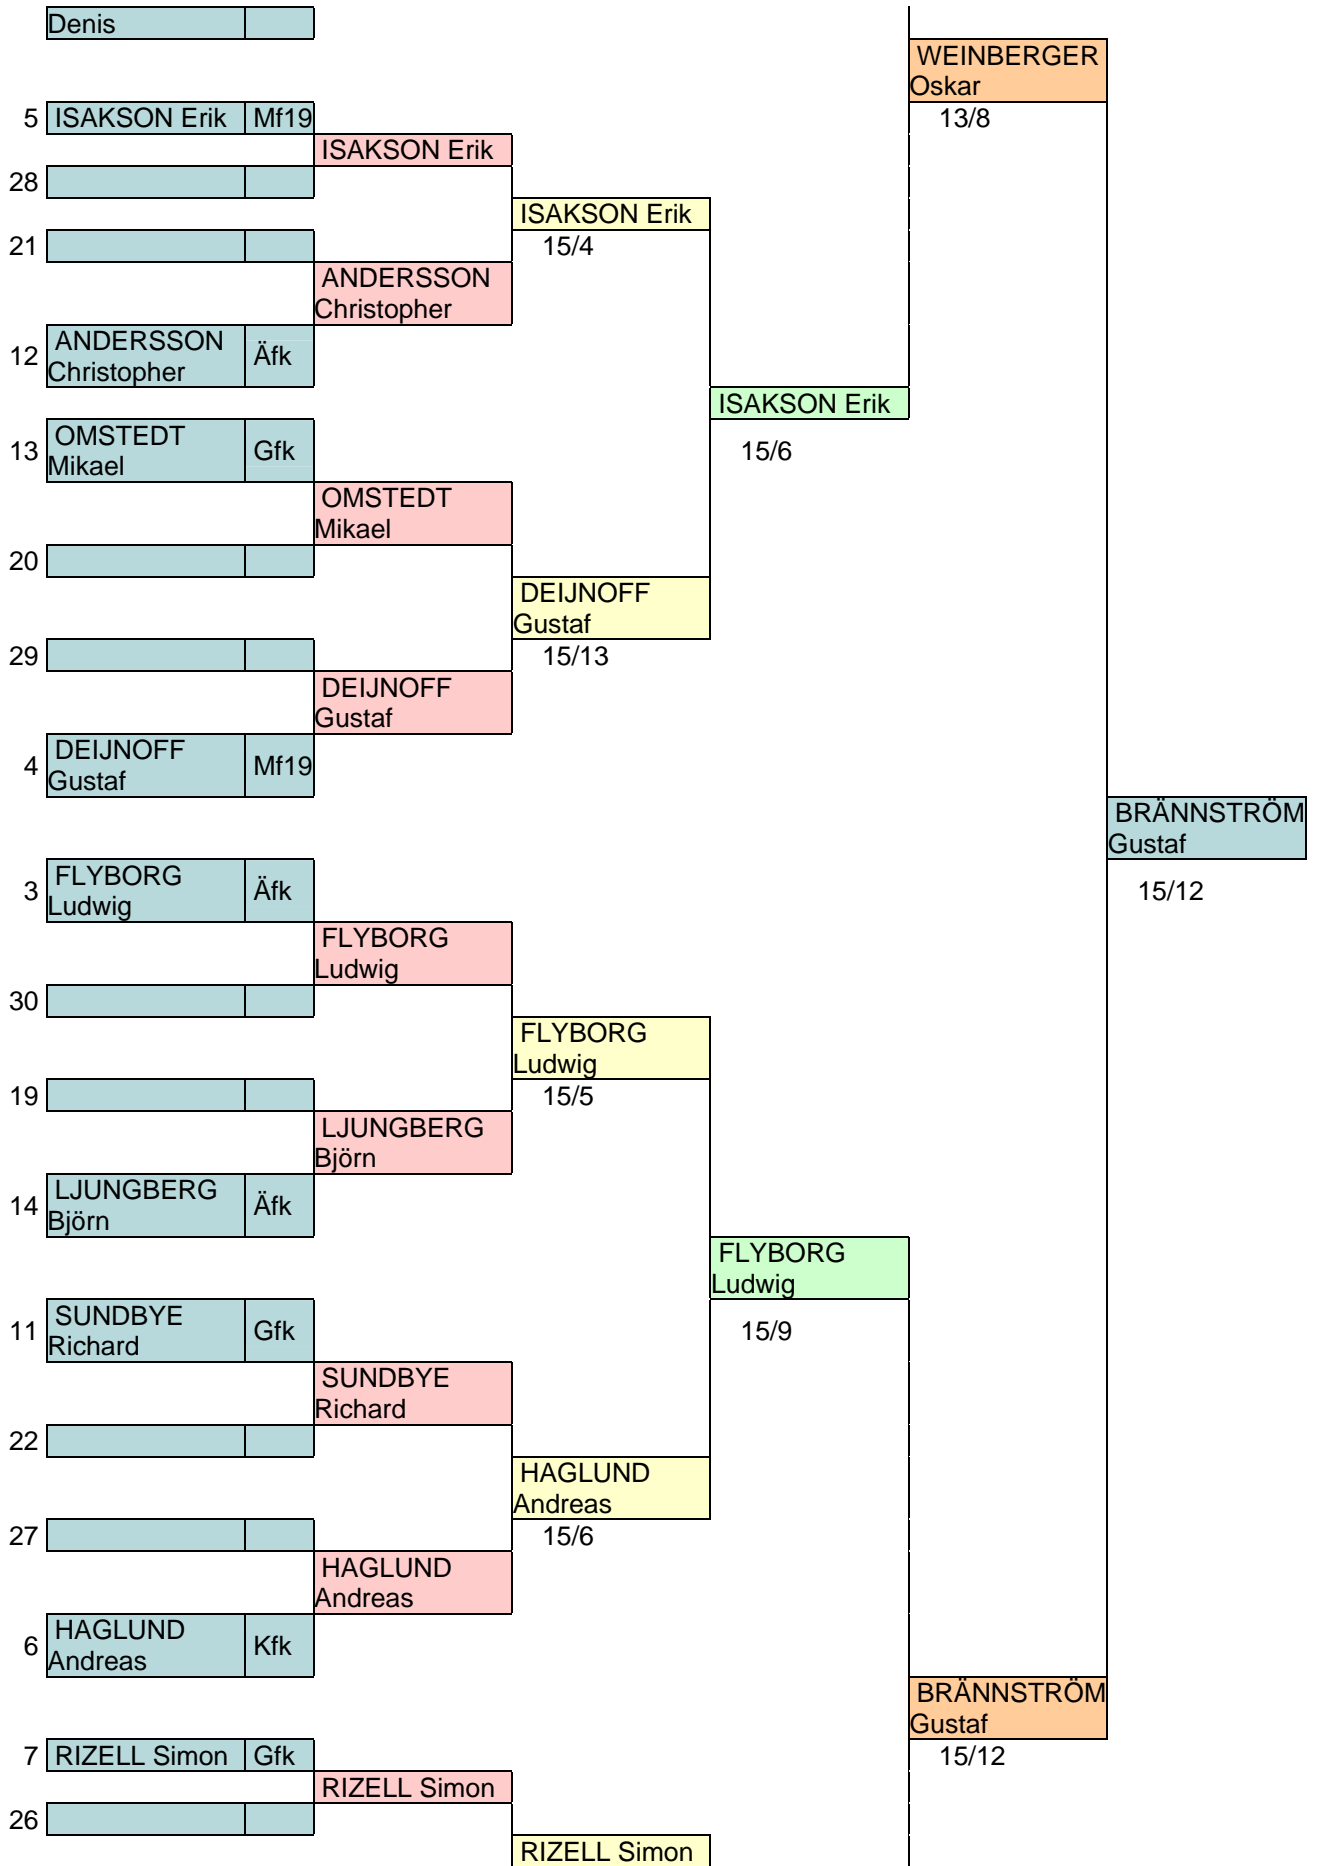 Denis
WEINBERGER
Oskar
5 ISAKSON Erik Mf19 13/8
ISAKSON Erik
28
ISAKSON Erik
21 15/4
ANDERSSON
Christopher
12 ANDERSSON
Christopher Äfk
ISAKSON Erik
13 OMSTEDT
Mikael Gfk 15/6
OMSTEDT
Mikael
20
DEIJNOFF
Gustaf
29 15/13
DEIJNOFF
Gustaf
4 DEIJNOFF
Gustaf Mf19
BRÄNNSTRÖM
Gustaf
3 FLYBORG
Ludwig Äfk 15/12
FLYBORG
Ludwig
30
FLYBORG
Ludwig
19 15/5
LJUNGBERG
Björn
14 LJUNGBERG
Björn Äfk
FLYBORG
Ludwig
11 SUNDBYE
Richard Gfk 15/9
SUNDBYE
Richard
22
HAGLUND
Andreas
27 15/6
HAGLUND
Andreas
6 HAGLUND
Andreas Kfk
BRÄNNSTRÖM
Gustaf
7 RIZELL Simon Gfk 15/12
RIZELL Simon
26
RIZELL Simon